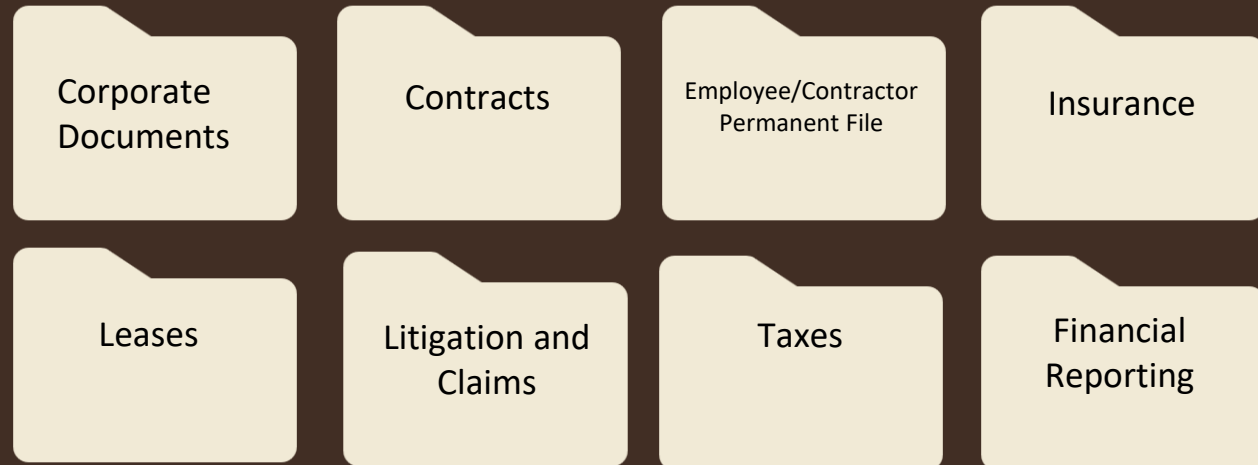 Corporate
Documents
Contracts
Employee/Contractor
Permanent File
Insurance
Leases
Litigation and
Claims
Taxes
Financial
Reporting